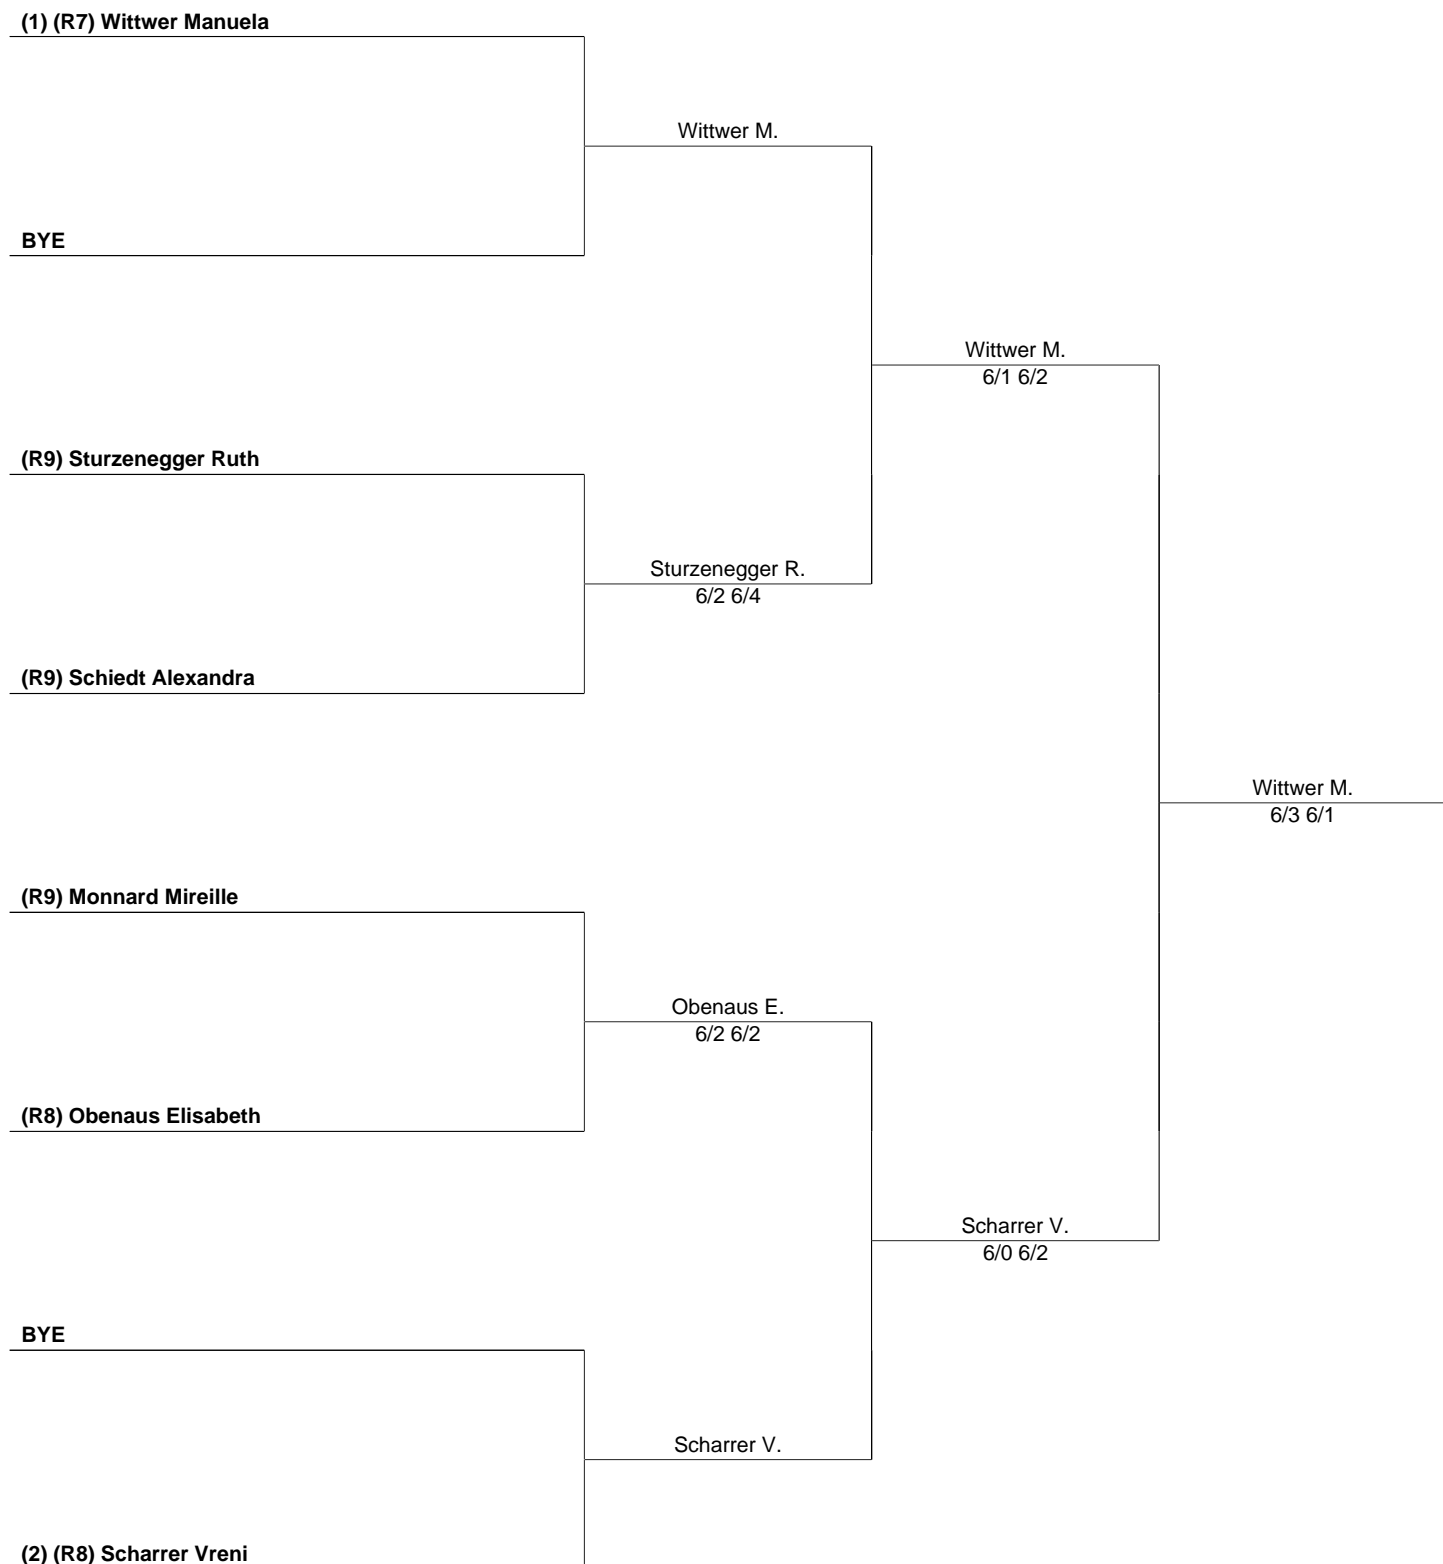 (1) (R7) Wittwer Manuela
Wittwer M.
BYE
Wittwer M.
6/1 6/2
(R9) Sturzenegger Ruth
Sturzenegger R.
6/2 6/4
(R9) Schiedt Alexandra
Wittwer M.
6/3 6/1
(R9) Monnard Mireille
Obenaus E.
6/2 6/2
(R8) Obenaus Elisabeth
Scharrer V.
6/0 6/2
BYE
Scharrer V.
(2) (R8) Scharrer Vreni